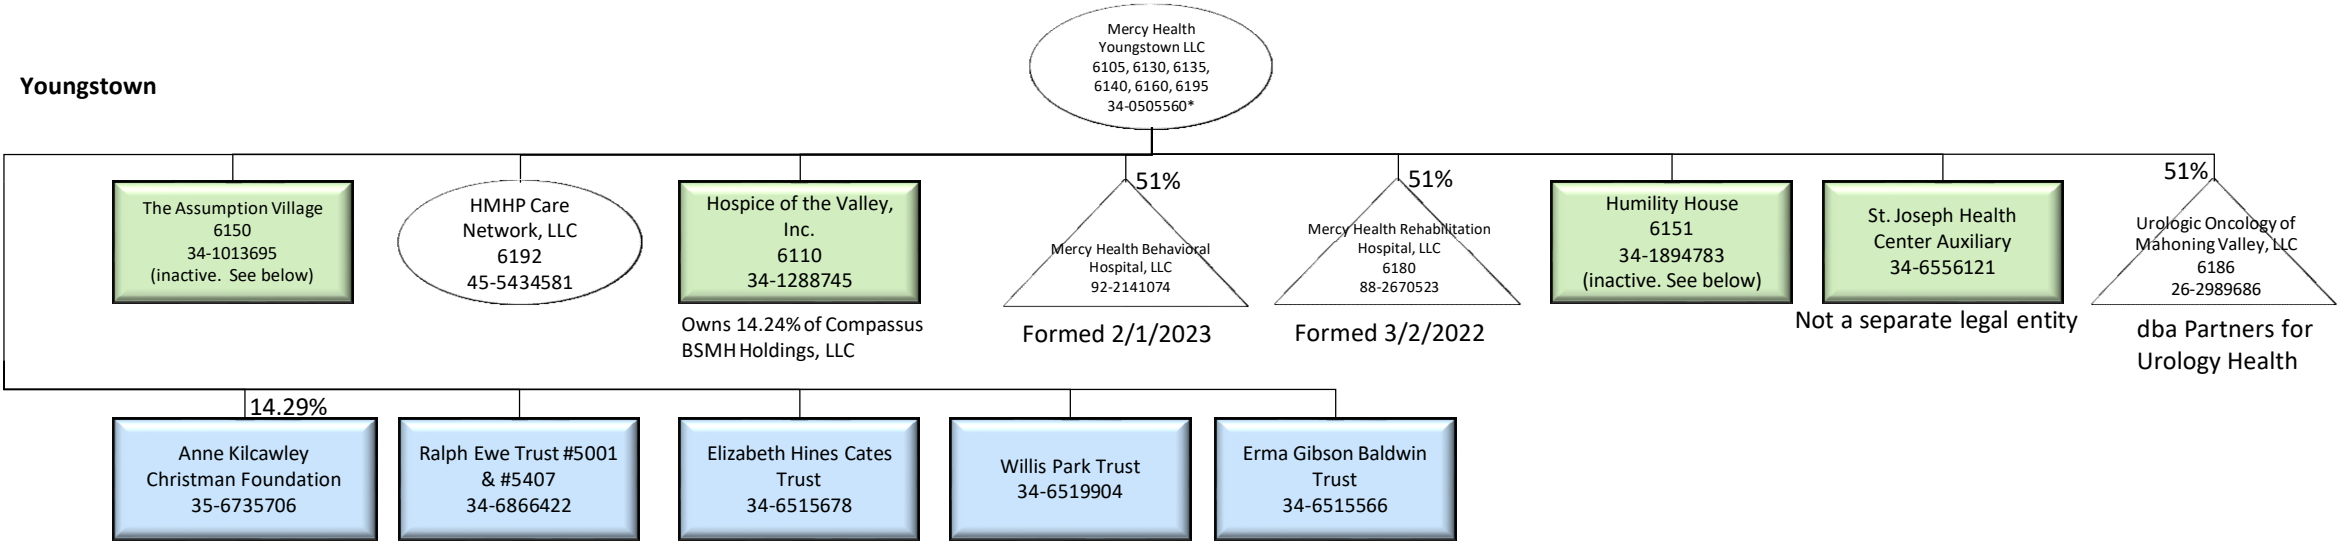 Mercy Health
Youngstown LLC
6105, 6130, 6135,
6140, 6160, 6195
34-0505560*
Youngstown
The Assumption Village
6150
34-1013695
(inactive. See below)
HMHP Care
Network, LLC
6192
45-5434581
Hospice of the Valley,
Inc.
6110
34-1288745
Owns 14.24% of Compassus
BSMH Holdings, LLC
51%
Mercy Health Behavioral
Hospital, LLC
92-2141074
Formed 2/1/2023
51%
Mercy Health Rehabilitation
Hospital, LLC
6180
88-2670523
Formed 3/2/2022
Humility House
6151
34-1894783
(inactive. See below)
St. Joseph Health
Center Auxiliary
34-6556121
Not a separate legal entity
51%
Urologic Oncology of
Mahoning Valley, LLC
6186
26-2989686
dba Partners for
Urology Health
14.29%
Anne Kilcawley
Christman Foundation
35-6735706
Ralph Ewe Trust #5001
& #5407
34-6866422
Elizabeth Hines Cates
Trust
34-6515678
Willis Park Trust
34-6519904
Erma Gibson Baldwin
Trust
34-6515566